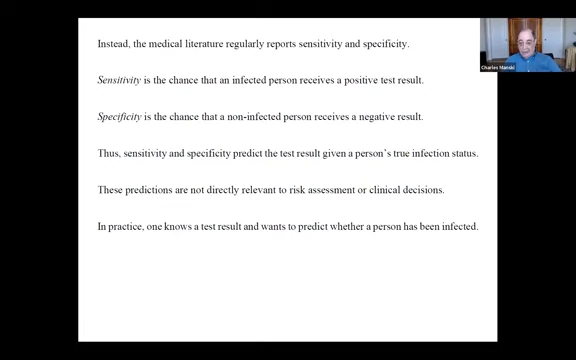 Instead, the medical literature regularly reports sensitivity and specificity.
Sensitivity is the chance that an infected person receives a positive test result.
Specificity is the chance that a non-infected person receives a negative result.
Thus, sensitivity and specificity predict the test result given a person's true infection status.
These predictions are not directly relevant to risk assessment or clinical decisions.
In practice, one knows a test result and wants to predict whether a person has been infected.
Charles Manski